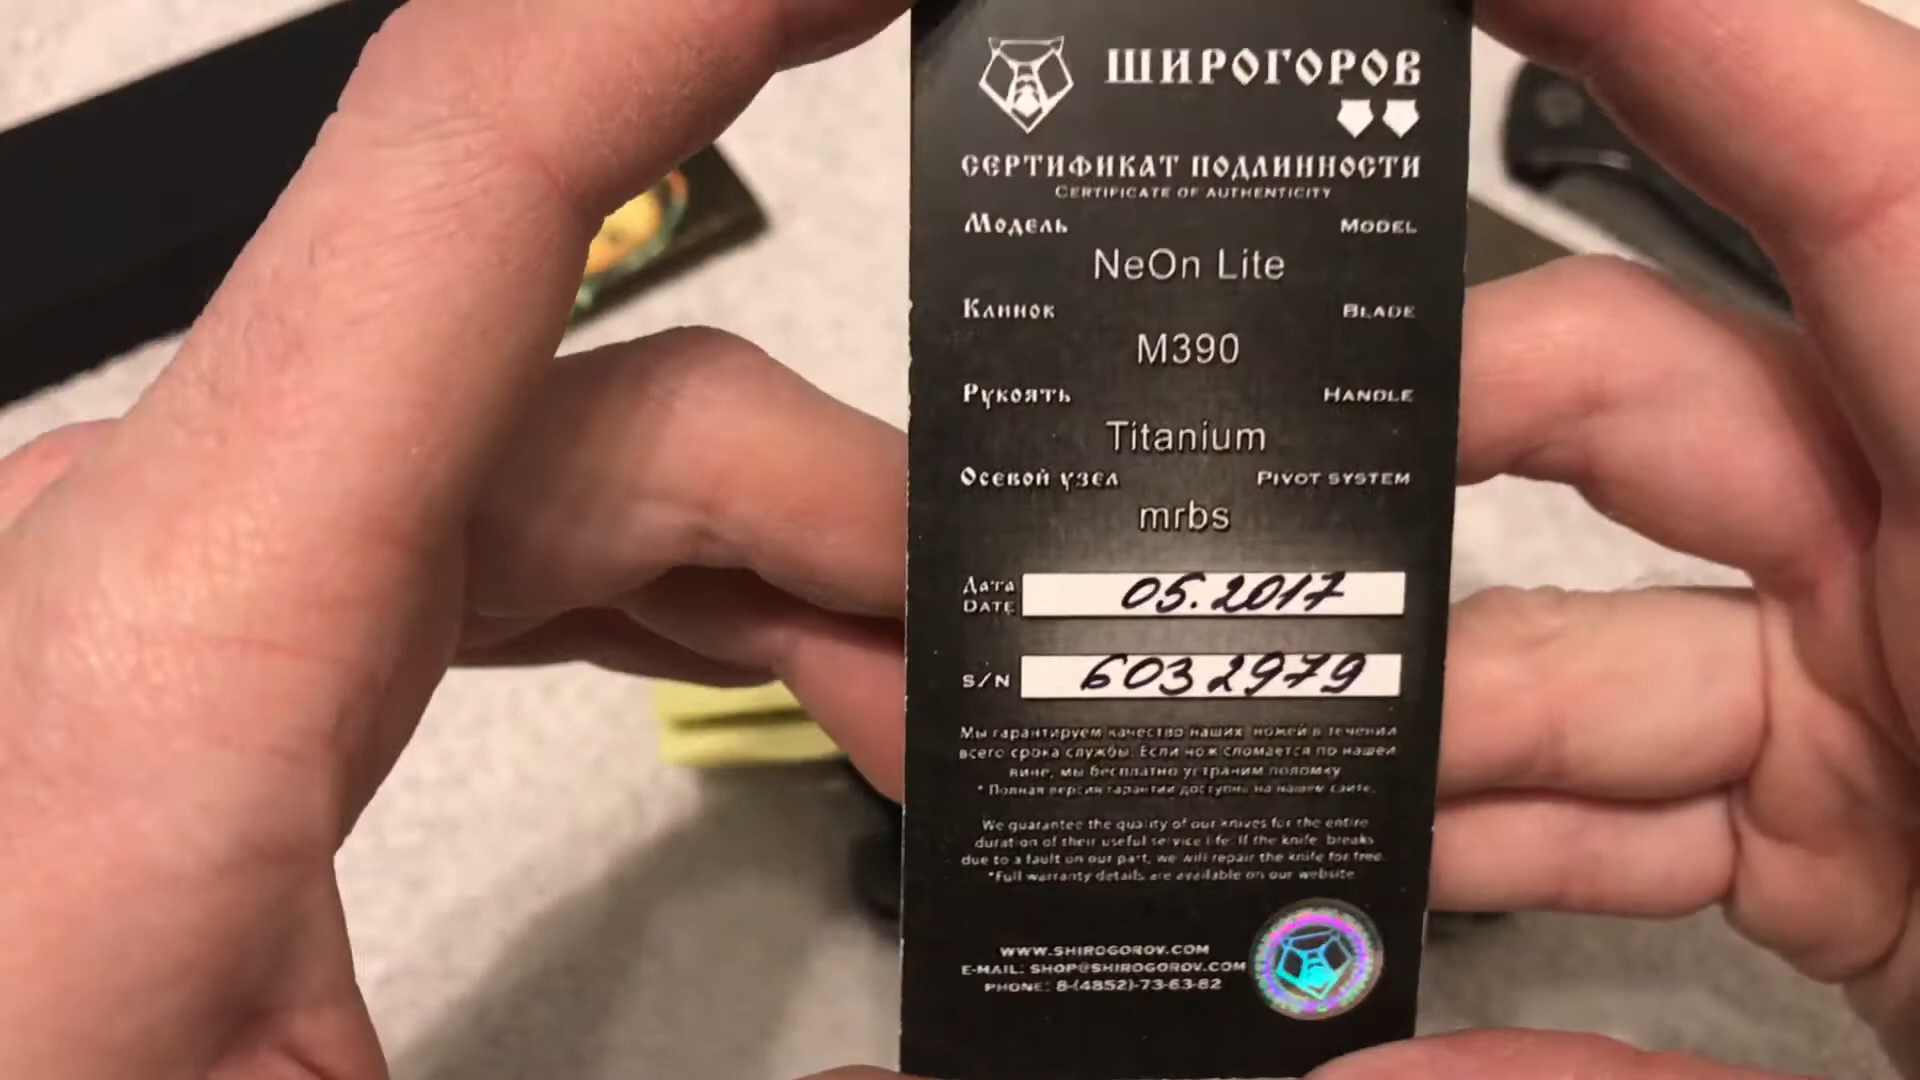 ШИРОГОРОВ
СЕРТИФИКАТ ПОДЛИННОСТИ
CERTIFICATE OF AUTHENTICITY
Модель MODEL
NeOn Lite
Клинок BLADE
M390
Рукоять HANDLE
Titanium
Осевой узел PIVOT SYSTEM
mrbs
Дата
DATE 05.2017
S/N 6032979
Мы гарантируем качество наших ножей в течении
всего срока службы. Если нож сломается по нашей
вине, мы бесплатно устраним поломку
* Полная версия гарантии доступна на нашем сайте.
We guarantee the quality of our knives for the entire
duration of their useful service life. If the knife breaks
due to a fault on our part, we will repair the knife for free.
*Full warranty details are available on our website
WWW.SHIROGOROV.COM
E-MAIL: SHOP@SHIROGOROV.COM
PHONE: 8-(4852)-73-63-82